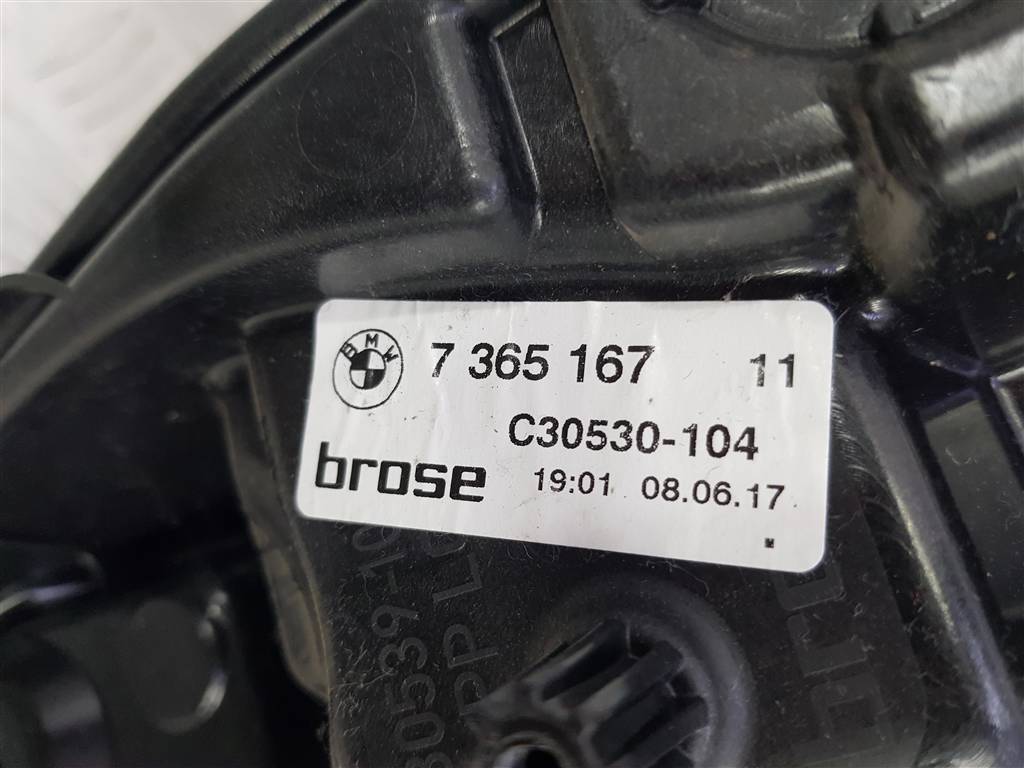 BMW 7 365 167 11
C30530-104
brose 19:01 08.06.17